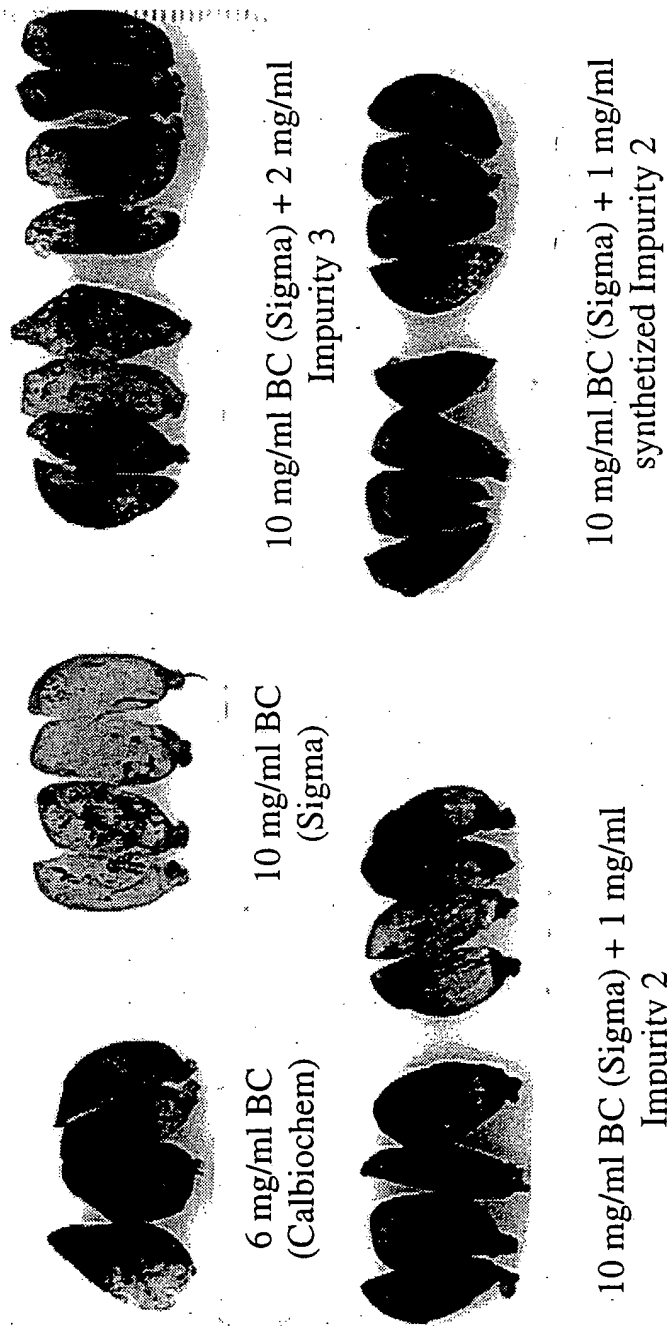 6 mg/ml BC
(Calbiochem)
10 mg/ml BC
(Sigma)
10 mg/ml BC (Sigma) + 2 mg/ml
Impurity 3
10 mg/ml BC (Sigma) + 1 mg/ml
Impurity 2
10 mg/ml BC (Sigma) + 1 mg/ml
synthetized Impurity 2